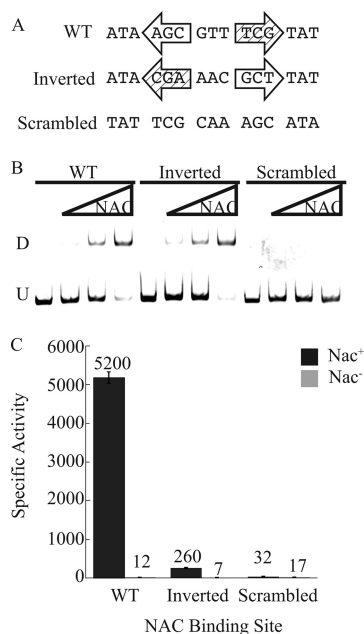 A
WT ATA AGC GTT TCG TAT
Inverted ATA CGA AAC GCT TAT
Scrambled TAT TCG CAA AGC ATA
B
WT Inverted Scrambled
NAC NAC NAC
D
U
C
Specific Activity
6000
5000
4000
3000
2000
1000
0
5200
12
260
7
32
17
Nac+
Nac-
WT Inverted Scrambled
NAC Binding Site